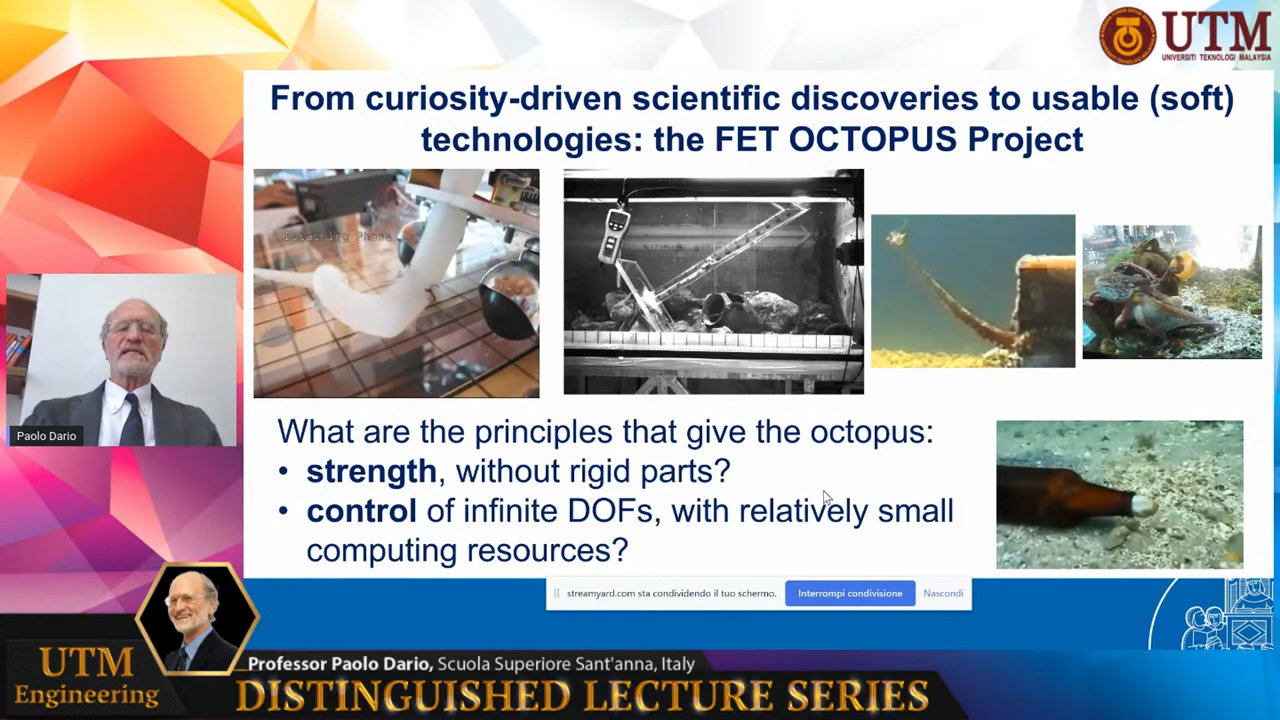 UTM
UNIVERSITI TEKNOLOGI MALAYSIA
From curiosity-driven scientific discoveries to usable (soft)
technologies: the FET OCTOPUS Project
Detaching Phase
Paolo Dario
What are the principles that give the octopus:
• strength, without rigid parts?
• control of infinite DOFs, with relatively small
computing resources?
streamyard.com sta condividendo il tuo schermo.
Interrompi condivisione
Nascondi
UTM
Engineering
Professor Paolo Dario, Scuola Superiore Sant'anna, Italy
DISTINGUISHED LECTURE SERIES